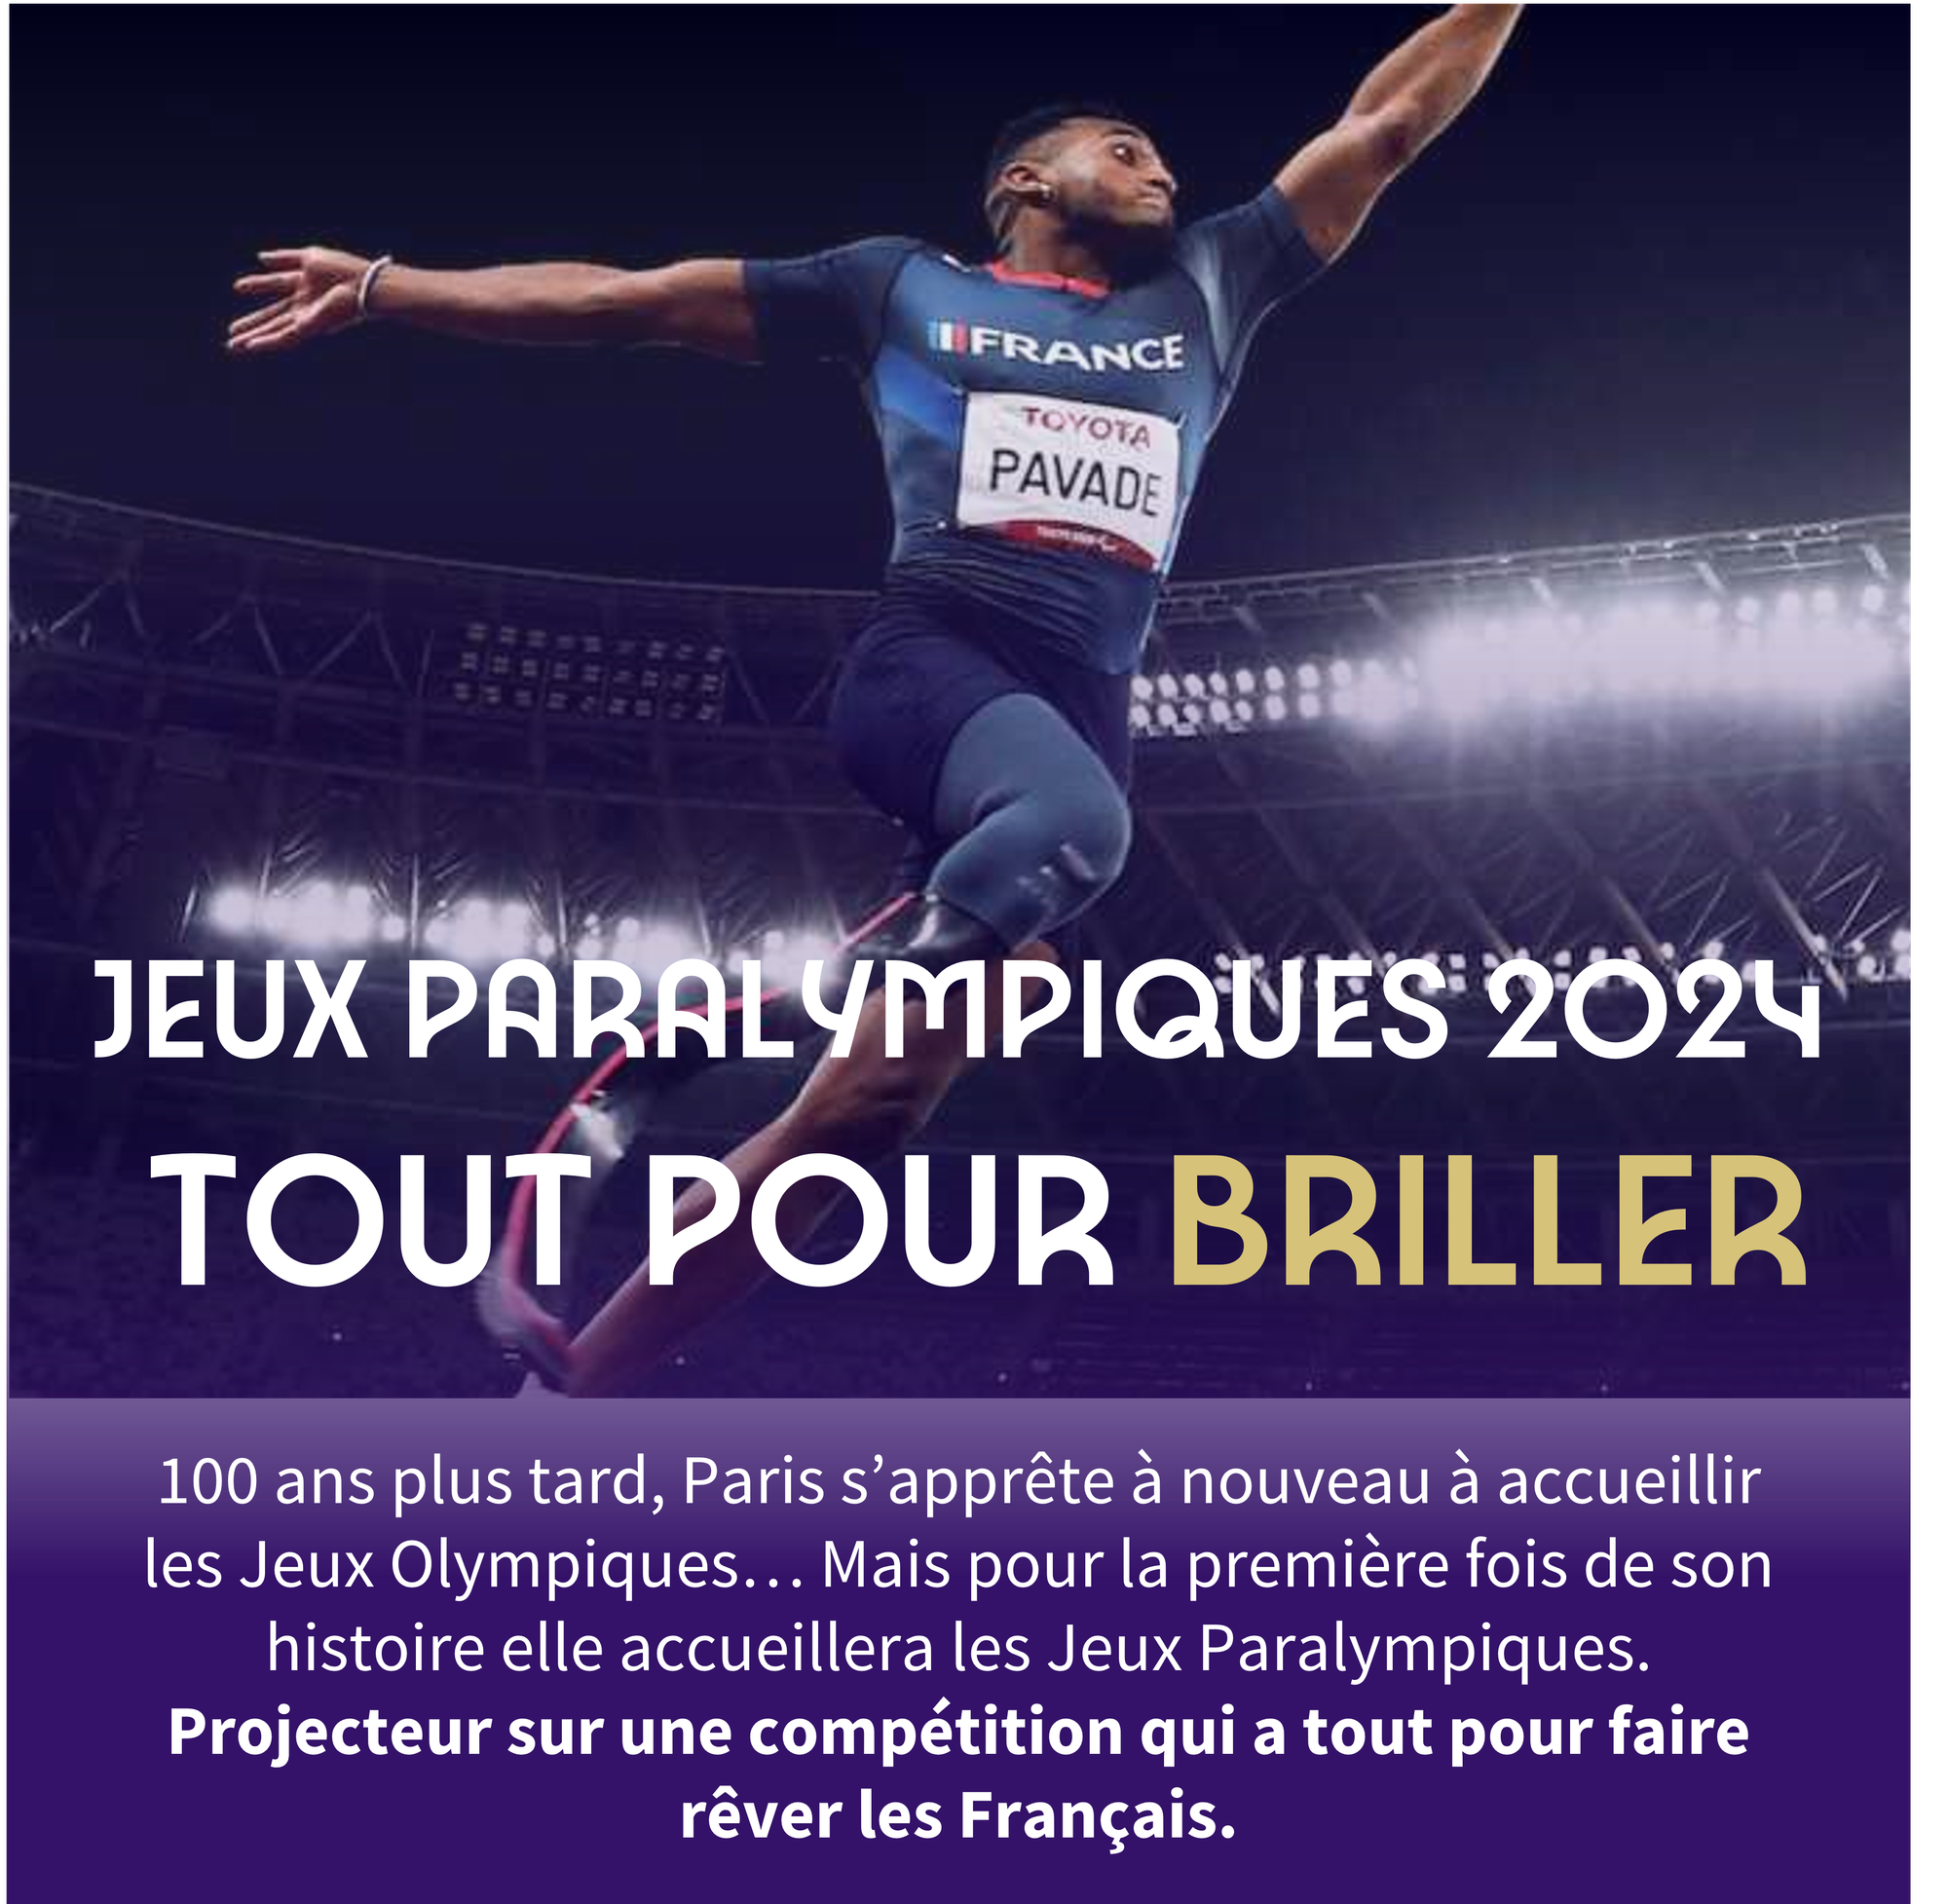 FRANCE
TOYOTA
PAVADE
JEUX PARALYMPIQUES 2024
TOUT POUR BRILLER
100 ans plus tard, Paris s’apprête à nouveau à accueillir
les Jeux Olympiques… Mais pour la première fois de son
histoire elle accueillera les Jeux Paralympiques.
Projecteur sur une compétition qui a tout pour faire
rêver les Français.